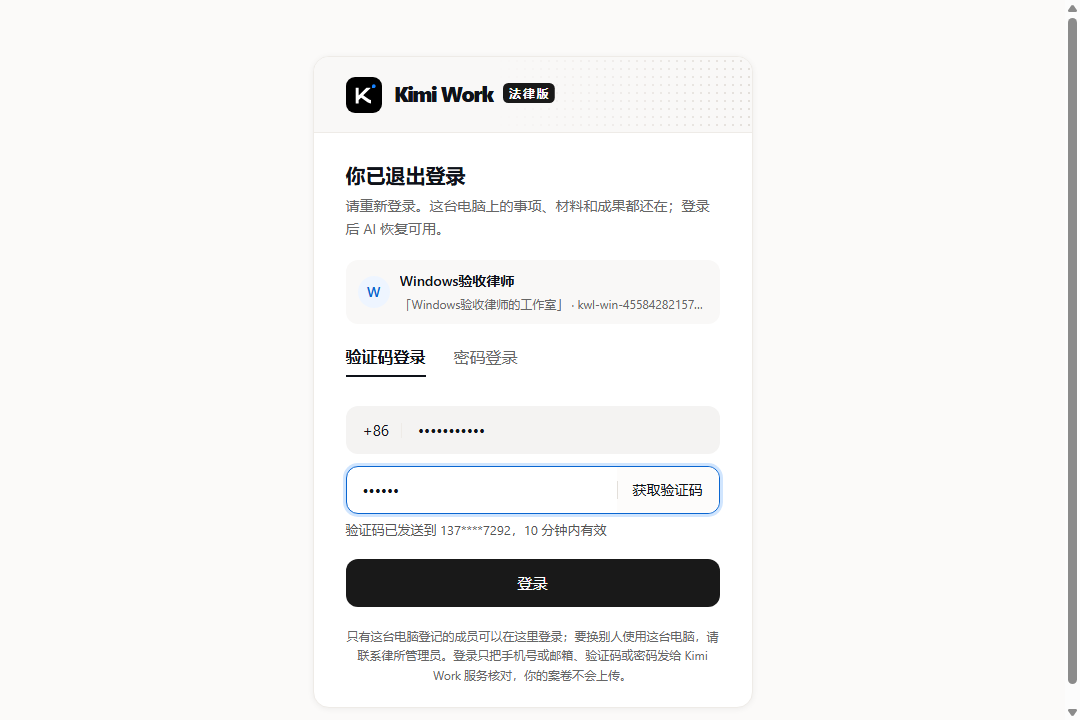 Kimi Work 法律版
你已退出登录
请重新登录。这台电脑上的事项、材料和成果都还在；登录
后 AI 恢复可用。
W
Windows验收律师
「Windows验收律师的工作室」 · kwl-win-45584282157...
验证码登录 密码登录
+86 •••••••••••
•••••• 获取验证码
验证码已发送到 137****7292，10 分钟内有效
登录
只有这台电脑登记的成员可以在这里登录；要换别人使用这台电脑，请
联系律所管理员。登录只把手机号或邮箱、验证码或密码发给 Kimi
Work 服务核对，你的案卷不会上传。